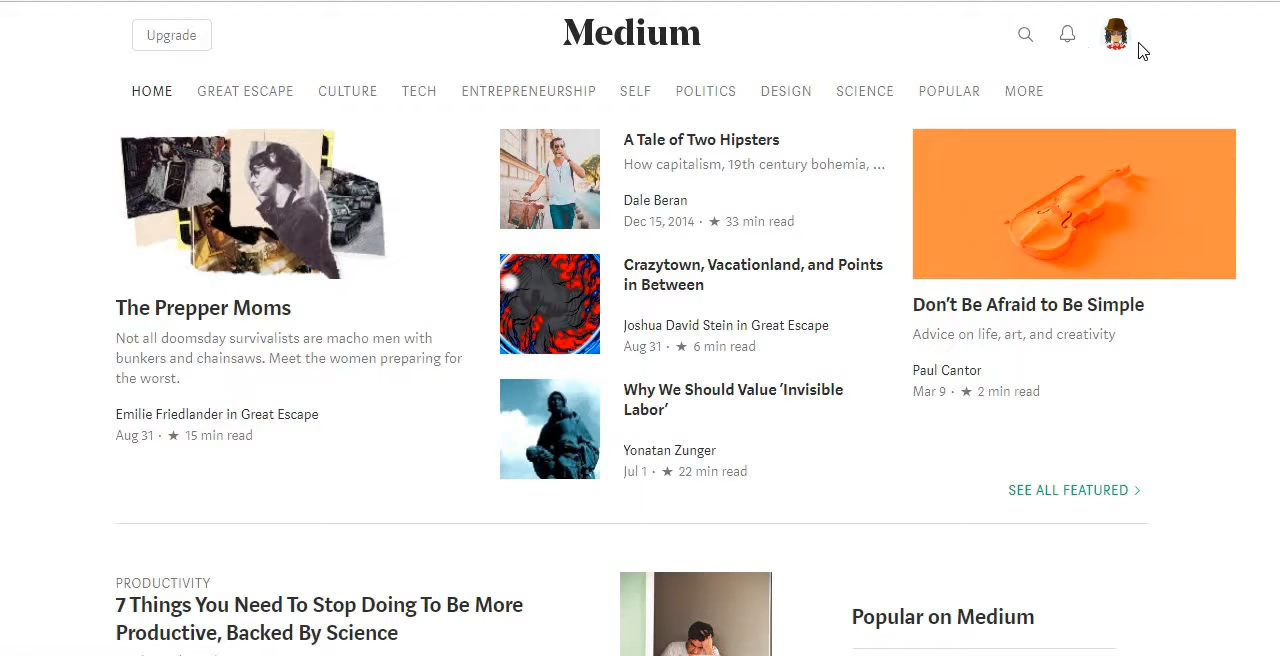 Upgrade
Medium
HOME GREAT ESCAPE CULTURE TECH ENTREPRENEURSHIP SELF POLITICS DESIGN SCIENCE POPULAR MORE
The Prepper Moms
Not all doomsday survivalists are macho men with
bunkers and chainsaws. Meet the women preparing for
the worst.
Emilie Friedlander in Great Escape
Aug 31 · ★ 15 min read
A Tale of Two Hipsters
How capitalism, 19th century bohemia, ...
Dale Beran
Dec 15, 2014 · ★ 33 min read
Crazytown, Vacationland, and Points
in Between
Joshua David Stein in Great Escape
Aug 31 · ★ 6 min read
Why We Should Value ‘Invisible
Labor’
Yonatan Zunger
Jul 1 · ★ 22 min read
Don’t Be Afraid to Be Simple
Advice on life, art, and creativity
Paul Cantor
Mar 9 · ★ 2 min read
SEE ALL FEATURED >
PRODUCTIVITY
7 Things You Need To Stop Doing To Be More
Productive, Backed By Science
Popular on Medium